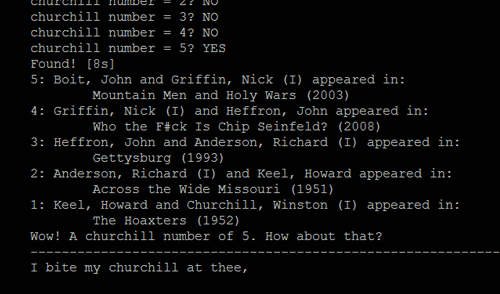 churchill number = 2? NO
churchill number = 3? NO
churchill number = 4? NO
churchill number = 5? YES
Found! [8s]
5: Boit, John and Griffin, Nick (I) appeared in:
Mountain Men and Holy Wars (2003)
4: Griffin, Nick (I) and Heffron, John appeared in:
Who the F#ck Is Chip Seinfeld? (2008)
3: Heffron, John and Anderson, Richard (I) appeared in:
Gettysburg (1993)
2: Anderson, Richard (I) and Keel, Howard appeared in:
Across the Wide Missouri (1951)
1: Keel, Howard and Churchill, Winston (I) appeared in:
The Hoaxters (1952)
Wow! A churchill number of 5. How about that?
------------------------------------------------------------
I bite my churchill at thee,